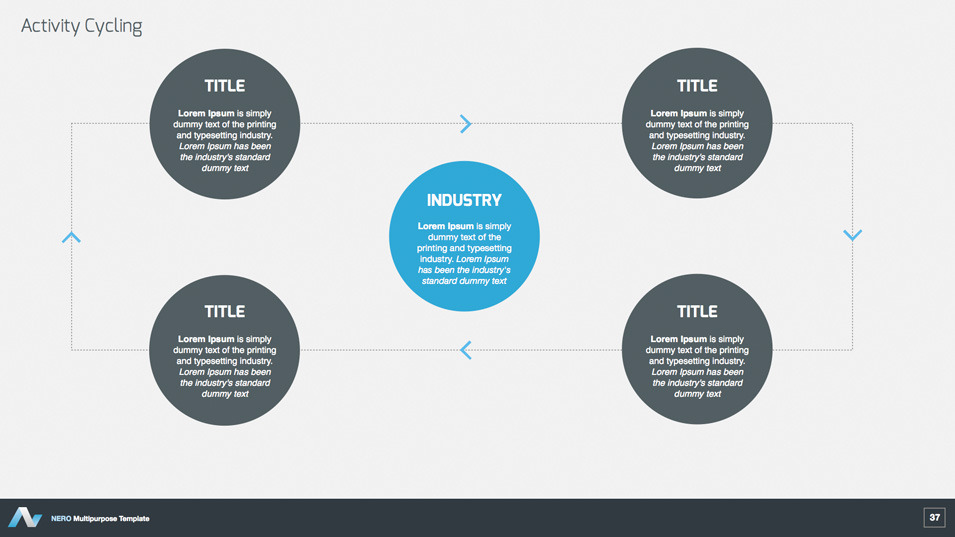 Activity Cycling
TITLE
Lorem Ipsum is simply
dummy text of the printing
and typesetting industry.
Lorem Ipsum has been
the industry's standard
dummy text
TITLE
Lorem Ipsum is simply
dummy text of the printing
and typesetting industry.
Lorem Ipsum has been
the industry's standard
dummy text
INDUSTRY
Lorem Ipsum is simply
dummy text of the
printing and typesetting
industry. Lorem Ipsum
has been the industry's
standard dummy text
TITLE
Lorem Ipsum is simply
dummy text of the printing
and typesetting industry.
Lorem Ipsum has been
the industry's standard
dummy text
TITLE
Lorem Ipsum is simply
dummy text of the printing
and typesetting industry.
Lorem Ipsum has been
the industry's standard
dummy text
NERO Multipurpose Template
37